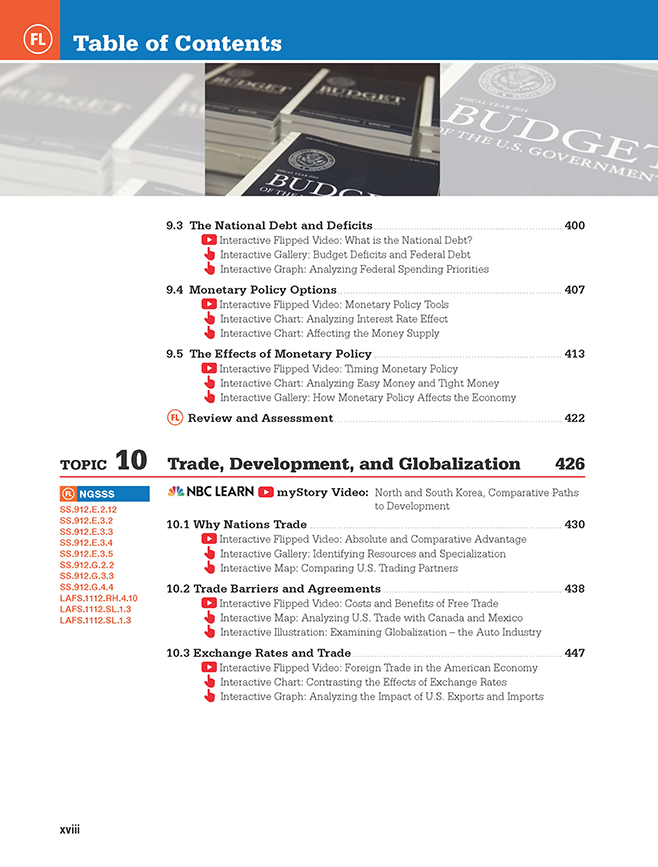 FL
Table of Contents
BUDGET
BUDGET
BUDGET
FISCAL YEAR 2014
BUDG
OF THE U.S. GOVERN
FISCAL YEAR 2014
BUDGET
OF THE U.S. GOVERNMENT
9.3 The National Debt and Deficits 400
Interactive Flipped Video: What is the National Debt?
Interactive Gallery: Budget Deficits and Federal Debt
Interactive Graph: Analyzing Federal Spending Priorities
9.4 Monetary Policy Options 407
Interactive Flipped Video: Monetary Policy Tools
Interactive Chart: Analyzing Interest Rate Effect
Interactive Chart: Affecting the Money Supply
9.5 The Effects of Monetary Policy 413
Interactive Flipped Video: Timing Monetary Policy
Interactive Chart: Analyzing Easy Money and Tight Money
Interactive Gallery: How Monetary Policy Affects the Economy
FL Review and Assessment 422
TOPIC 10 Trade, Development, and Globalization 426
FL NGSSS
SS.912.E.2.12
SS.912.E.3.2
SS.912.E.3.3
SS.912.E.3.4
SS.912.E.3.5
SS.912.G.2.2
SS.912.G.3.3
SS.912.G.4.4
LAFS.1112.RH.4.10
LAFS.1112.SL.1.3
LAFS.1112.SL.1.3
NBC LEARN myStory Video: North and South Korea, Comparative Paths
to Development
10.1 Why Nations Trade 430
Interactive Flipped Video: Absolute and Comparative Advantage
Interactive Gallery: Identifying Resources and Specialization
Interactive Map: Comparing U.S. Trading Partners
10.2 Trade Barriers and Agreements 438
Interactive Flipped Video: Costs and Benefits of Free Trade
Interactive Map: Analyzing U.S. Trade with Canada and Mexico
Interactive Illustration: Examining Globalization – the Auto Industry
10.3 Exchange Rates and Trade 447
Interactive Flipped Video: Foreign Trade in the American Economy
Interactive Chart: Contrasting the Effects of Exchange Rates
Interactive Graph: Analyzing the Impact of U.S. Exports and Imports
xviii